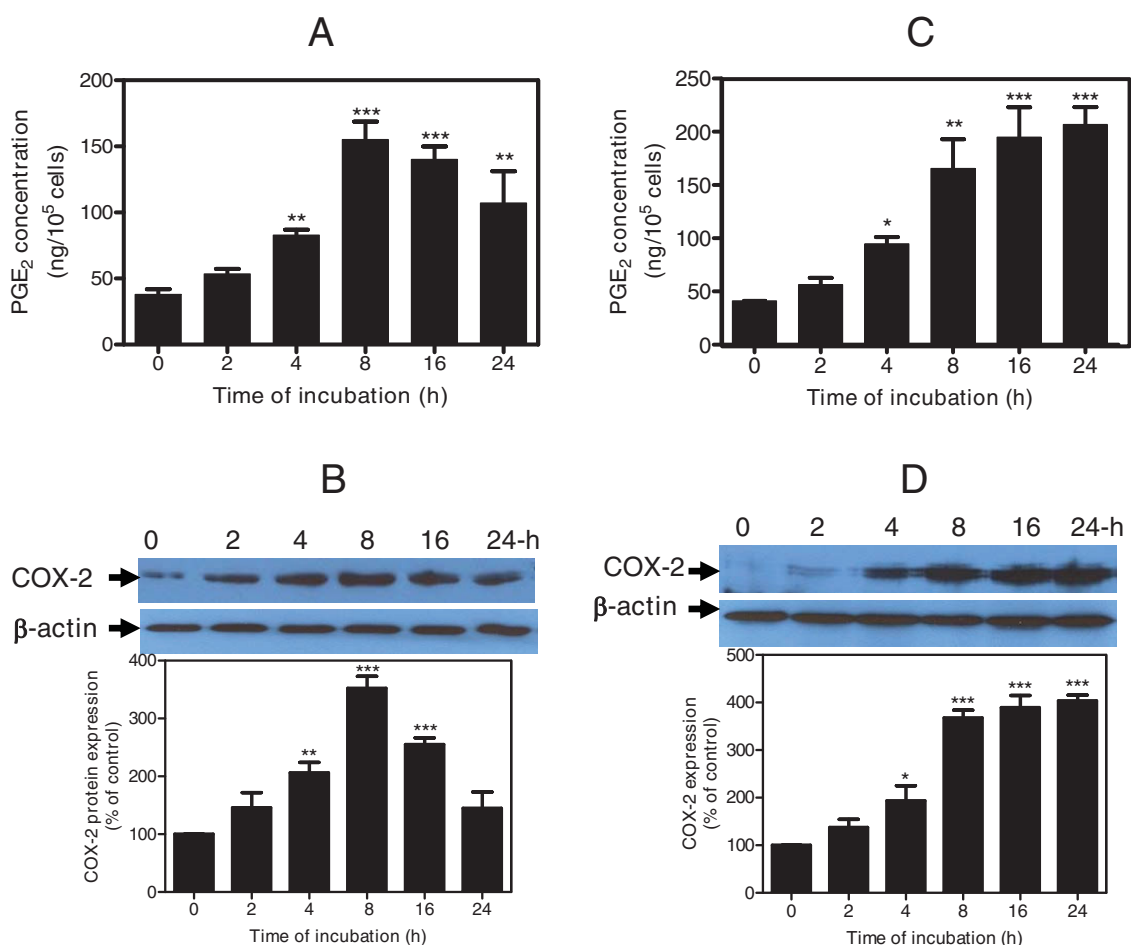 A
PGE₂ concentration
(ng/10⁵ cells)
200
150
100
50
0
**
***
***
**
0 2 4 8 16 24
Time of incubation (h)
C
PGE₂ concentration
(ng/10⁵ cells)
250
200
150
100
50
0
*
**
***
***
0 2 4 8 16 24
Time of incubation (h)
B
0 2 4 8 16 24-h
COX-2
β-actin
COX-2 protein expression
(% of control)
400
300
200
100
0
**
***
***
0 2 4 8 16 24
Time of incubation (h)
D
0 2 4 8 16 24-h
COX-2
β-actin
COX-2 expression
(% of control)
500
400
300
200
100
0
*
***
***
***
0 2 4 8 16 24
Time of incubation (h)